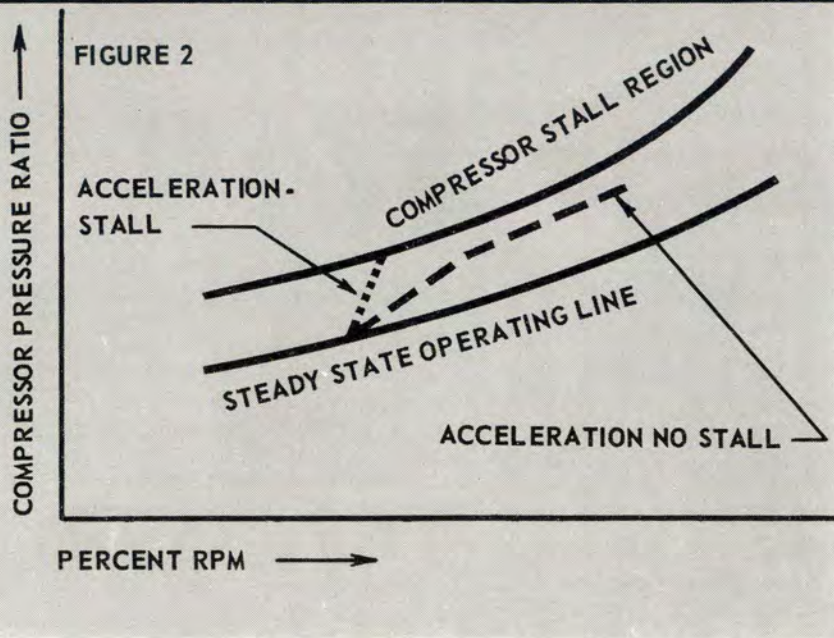 FIGURE 2
COMPRESSOR PRESSURE RATIO
COMPRESSOR STALL REGION
ACCELERATION-
STALL
STEADY STATE OPERATING LINE
ACCELERATION NO STALL
PERCENT RPM